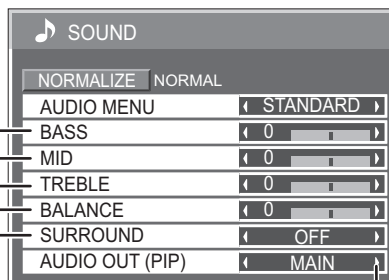 SOUND
NORMALIZE NORMAL
AUDIO MENU STANDARD
BASS 0
MID 0
TREBLE 0
BALANCE 0
SURROUND OFF
AUDIO OUT (PIP) MAIN